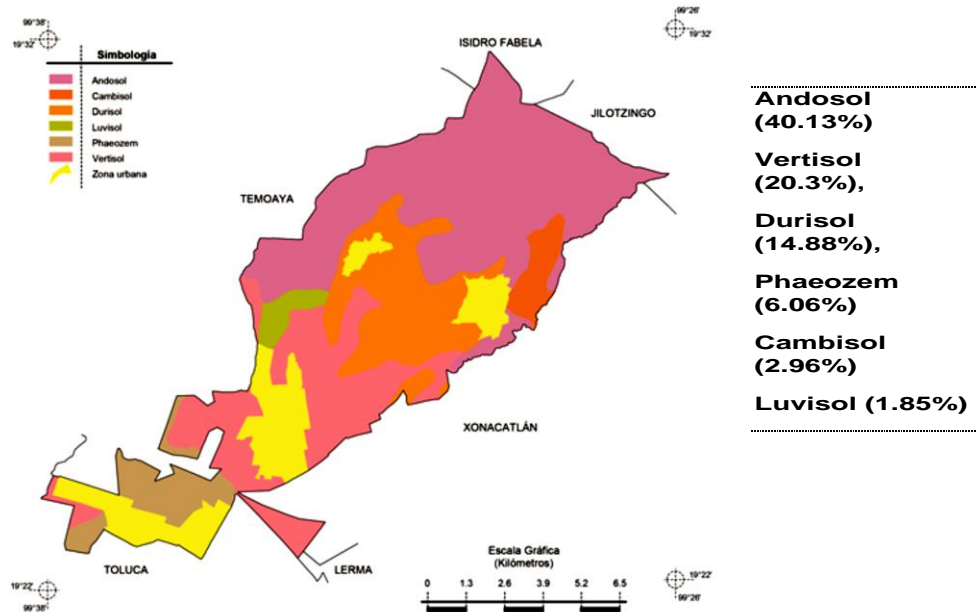 99°38'
19°32'
99°26'
19°32
Simbología
Andosol
Cambisol
Durisol
Luvisol
Phaeozem
Vertisol
Zona urbana
ISIDRO FABELA
JILOTZINGO
TEMOAYA
XONACATLÁN
TOLUCA
LERMA
Escala Gráfica
(Kilómetros)
0 1.3 2.6 3.9 5.2 6.5
19°22'
99°38'
19°22
99°26'
Andosol
(40.13%)
Vertisol
(20.3%),
Durisol
(14.88%),
Phaeozem
(6.06%)
Cambisol
(2.96%)
Luvisol (1.85%)